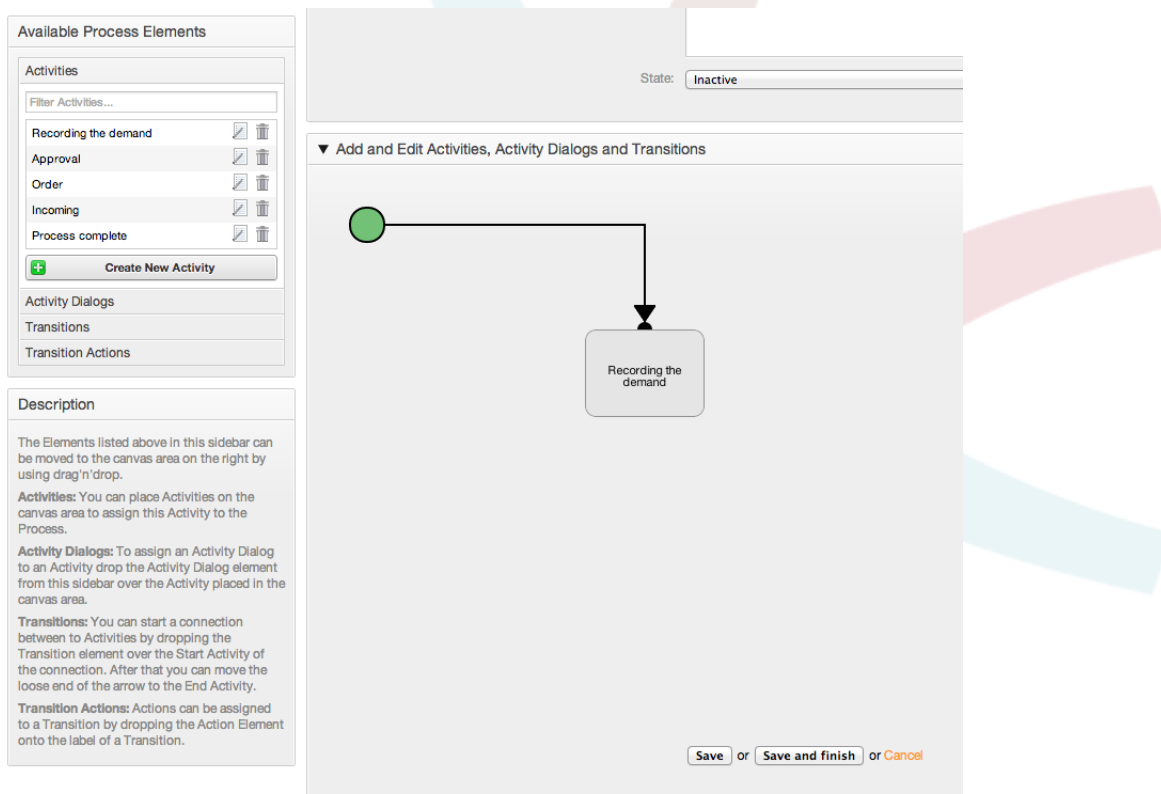 Available Process Elements
Activities
Filter Activities...
Recording the demand
Approval
Order
Incoming
Process complete
Create New Activity
Activity Dialogs
Transitions
Transition Actions
Description
The Elements listed above in this sidebar can
be moved to the canvas area on the right by
using drag'n'drop.
Activities: You can place Activities on the
canvas area to assign this Activity to the
Process.
Activity Dialogs: To assign an Activity Dialog
to an Activity drop the Activity Dialog element
from this sidebar over the Activity placed in the
canvas area.
Transitions: You can start a connection
between to Activities by dropping the
Transition element over the Start Activity of
the connection. After that you can move the
loose end of the arrow to the End Activity.
Transition Actions: Actions can be assigned
to a Transition by dropping the Action Element
onto the label of a Transition.
State: Inactive
▼ Add and Edit Activities, Activity Dialogs and Transitions
Recording the
demand
Save or Save and finish or Cancel